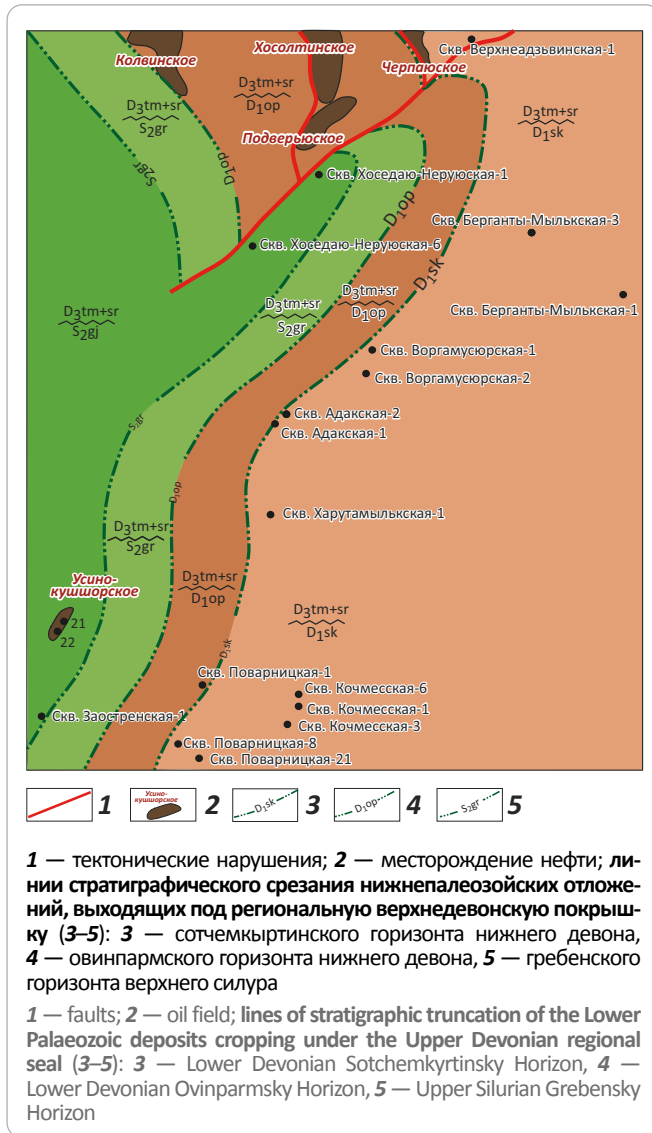 Колвинское
Хосолтинское
Черпаюское
Скв. Верхнеадзьвинская-1
D3tm+sr
S2gr
D3tm+sr
D1op
D3tm+sr
D1sk
Подверьюское
S2gr
D1op
Скв. Хоседаю-Неруюская-1
D1op
Скв. Берганты-Мылькская-3
Скв. Хоседаю-Неруюская-6
D1sk
D3tm+sr
S2gj
D3tm+sr
S2gr
D3tm+sr
D1op
Скв. Берганты-Мылькская-1
Скв. Воргамусюрская-1
Скв. Воргамусюрская-2
S2gr
Скв. Адакская-2
Скв. Адакская-1
D1op
Скв. Харутамылькская-1
D3tm+sr
S2gr
Усино-
кушшорское
D3tm+sr
D1op
D3tm+sr
D1sk
21
22
D1sk
Скв. Поварницкая-1
Скв. Кочмесская-6
Скв. Кочмесская-1
Скв. Кочмесская-3
Скв. Заостренская-1
Скв. Поварницкая-8
Скв. Поварницкая-21
1 Усино-кушшорское 2 D1sk 3 D1op 4 S2gr 5
1 — тектонические нарушения; 2 — месторождение нефти; ли-
нии стратиграфического срезания нижнепалеозойских отложе-
ний, выходящих под региональную верхнедевонскую покрыш-
ку (3–5): 3 — сотчемкыртинского горизонта нижнего девона,
4 — овинпармского горизонта нижнего девона, 5 — гребенского
горизонта верхнего силура
1 — faults; 2 — oil field; lines of stratigraphic truncation of the Lower
Palaeozoic deposits cropping under the Upper Devonian regional
seal (3–5): 3 — Lower Devonian Sotchemkyrtinsky Horizon, 4 —
Lower Devonian Ovinparmsky Horizon, 5 — Upper Silurian Grebensky
Horizon